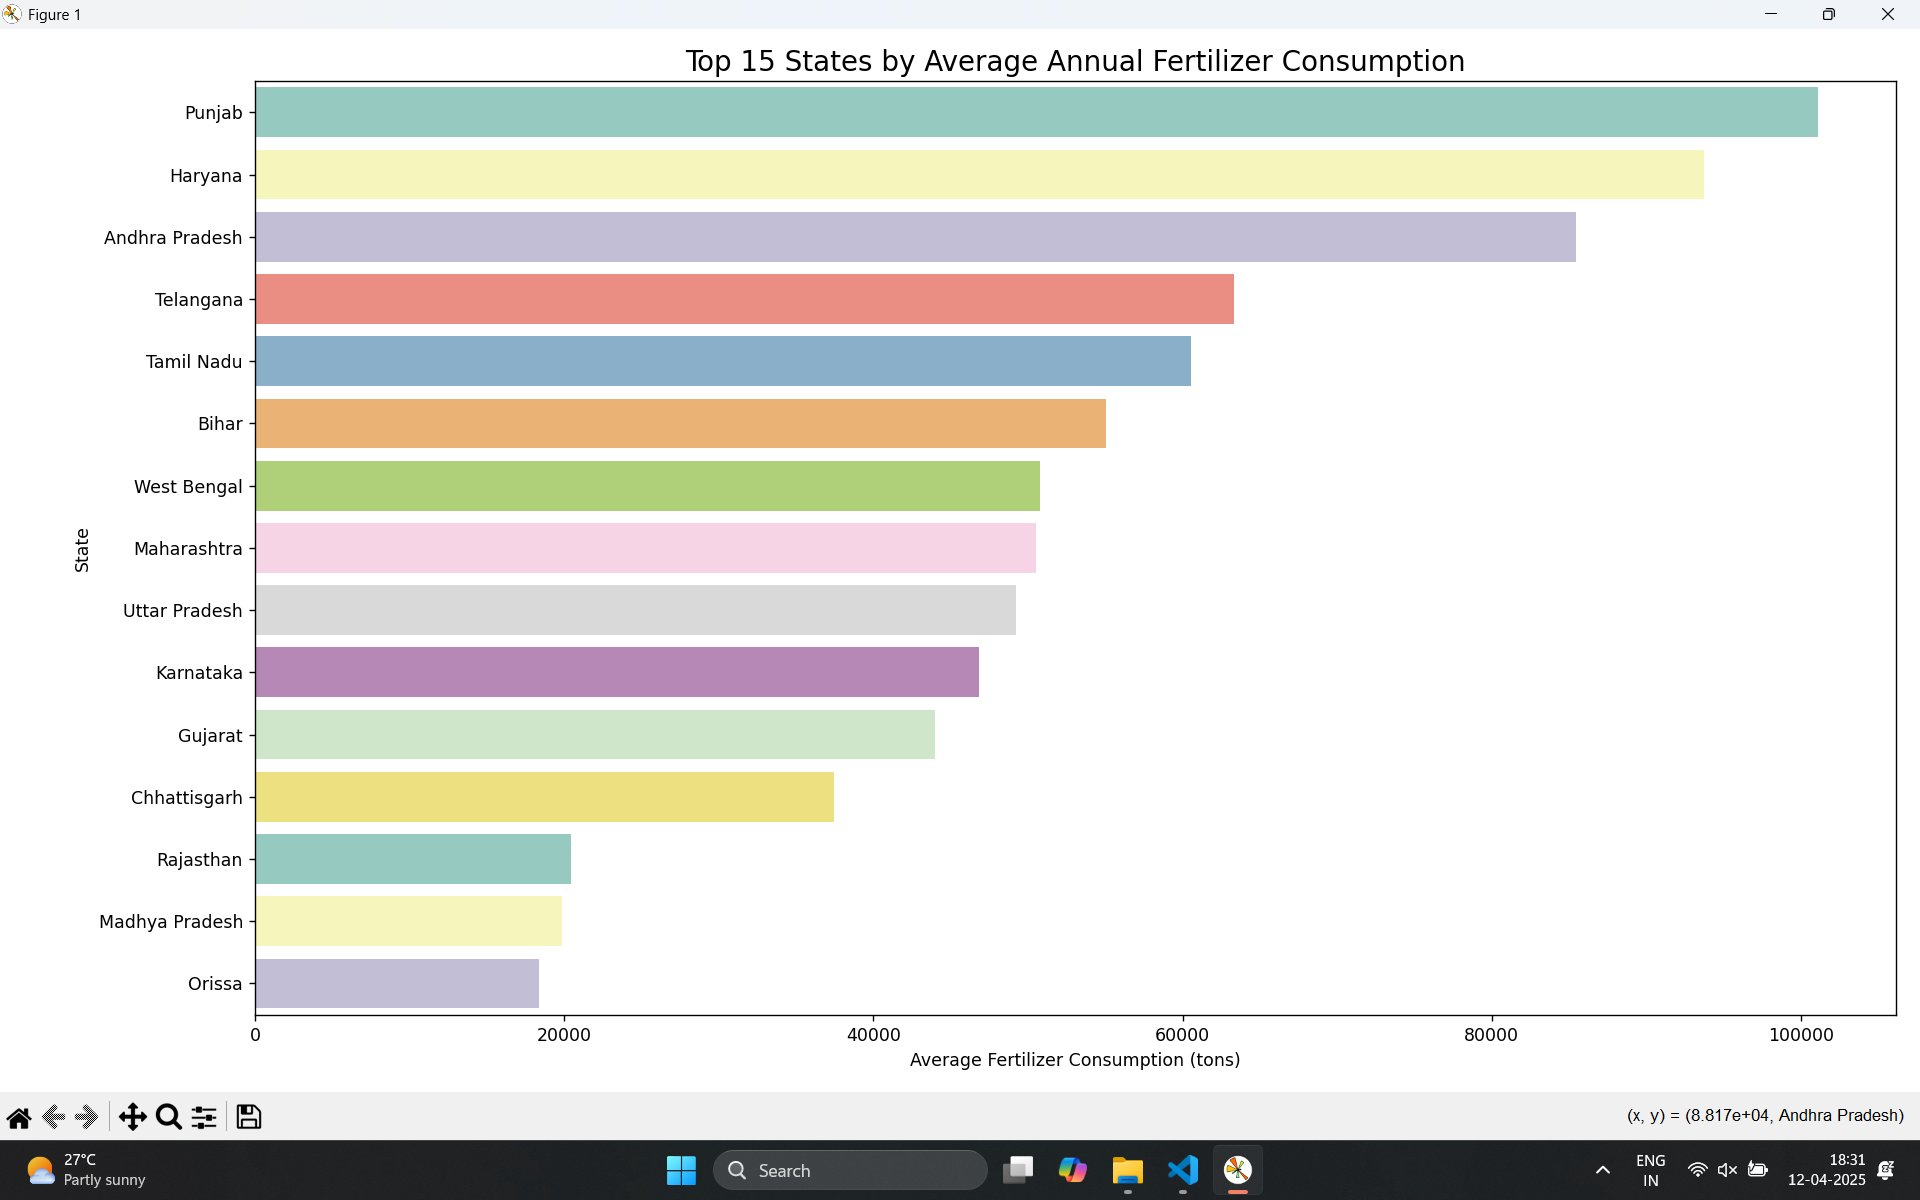 Figure 1
Top 15 States by Average Annual Fertilizer Consumption
Punjab
Haryana
Andhra Pradesh
Telangana
Tamil Nadu
Bihar
West Bengal
Maharashtra
Uttar Pradesh
Karnataka
Gujarat
Chhattisgarh
Rajasthan
Madhya Pradesh
Orissa
State
0 20000 40000 60000 80000 100000
Average Fertilizer Consumption (tons)
(x, y) = (8.817e+04, Andhra Pradesh)
27°C
Partly sunny
Search
ENG
IN
18:31
12-04-2025